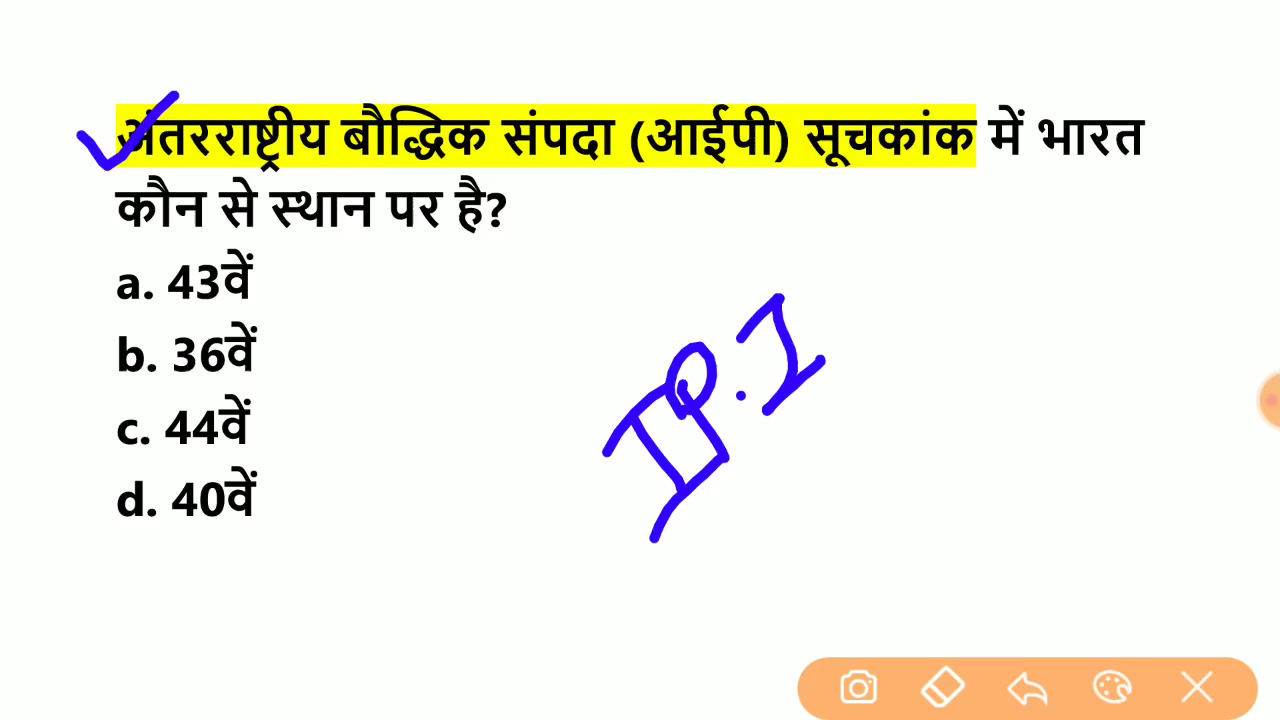 अंतरराष्ट्रीय बौद्धिक संपदा (आईपी) सूचकांक में भारत
कौन से स्थान पर है?
a. 43वें
b. 36वें
c. 44वें
d. 40वें
IP.I